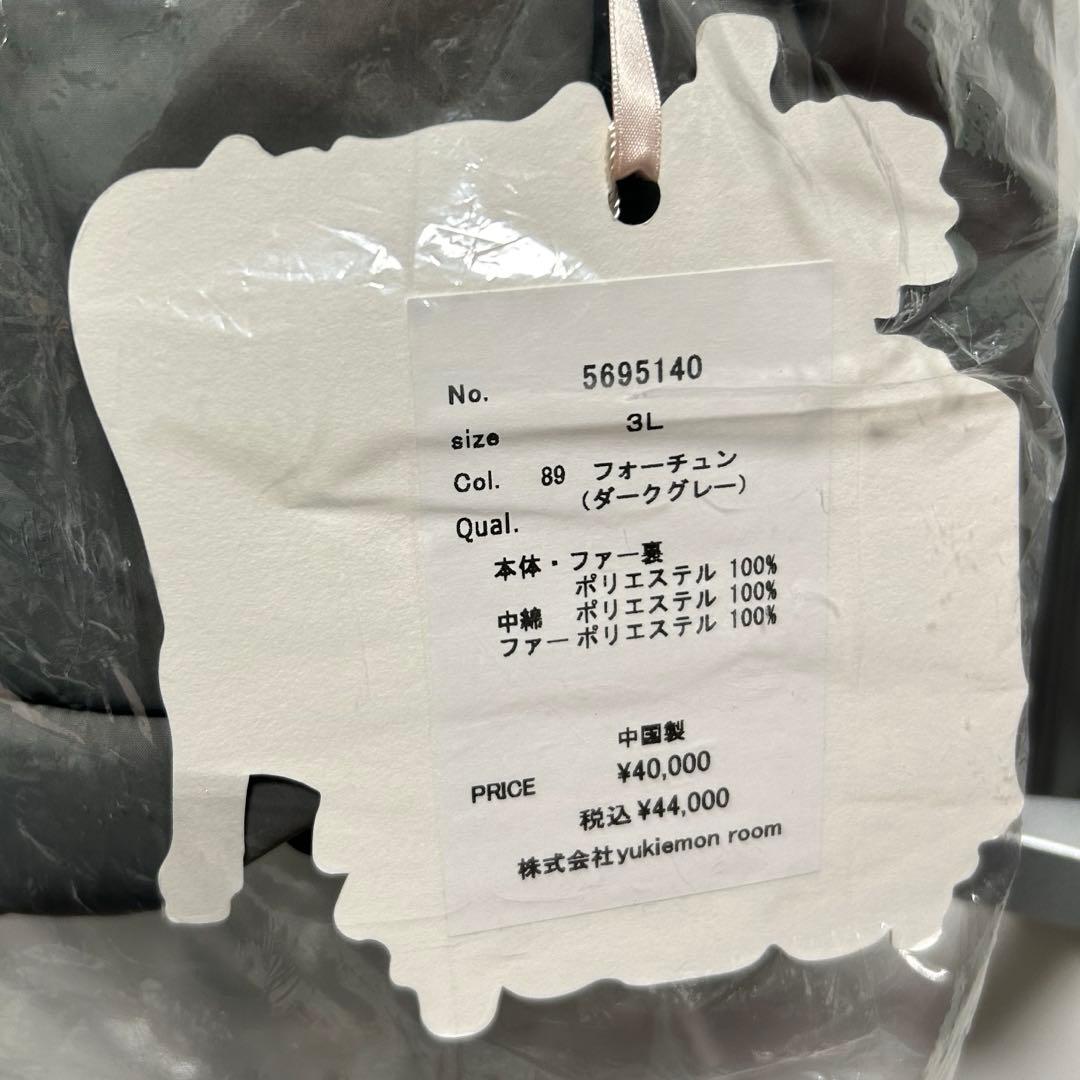 No. 5695140
size 3L
Col. 89 フォーチュン
(ダークグレー)
Qual.
本体・ファー裏
ポリエステル 100%
中綿 ポリエステル 100%
ファー ポリエステル 100%
中国製
PRICE ¥40,000
税込 ¥44,000
株式会社yukiemon room